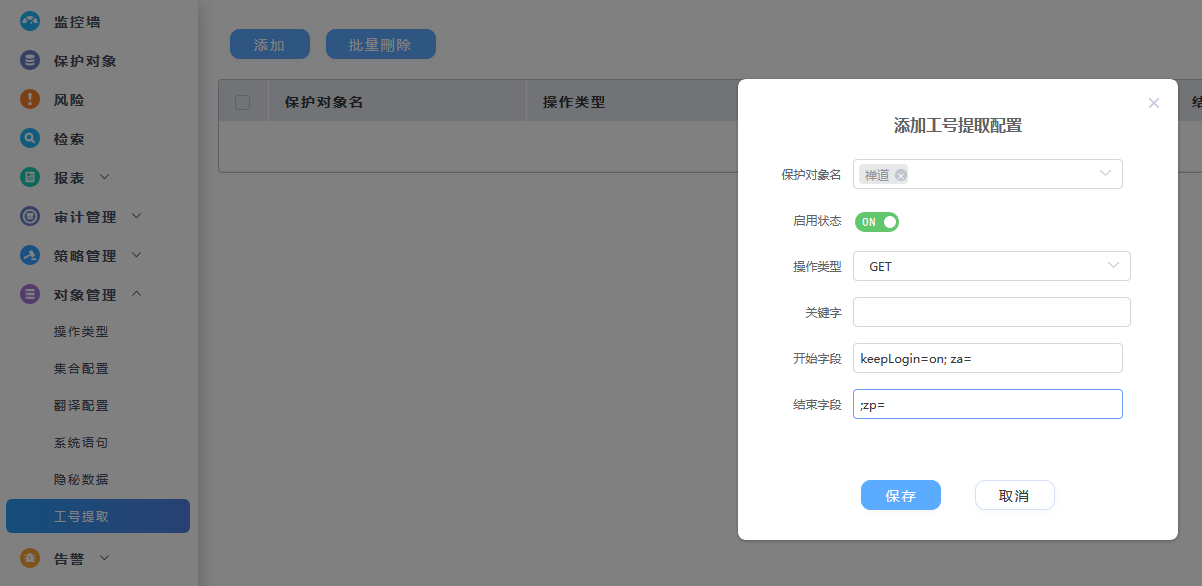 监控墙
保护对象
风险
检索
报表
审计管理
策略管理
对象管理
操作类型
集合配置
翻译配置
系统语句
隐秘数据
工号提取
告警
添加
批量刪除
保护对象名
操作类型
结
添加工号提取配置
保护对象名
禅道
启用状态
ON
操作类型
GET
关键字
开始字段
keepLogin=on; za=
结束字段
;zp=
保存
取消